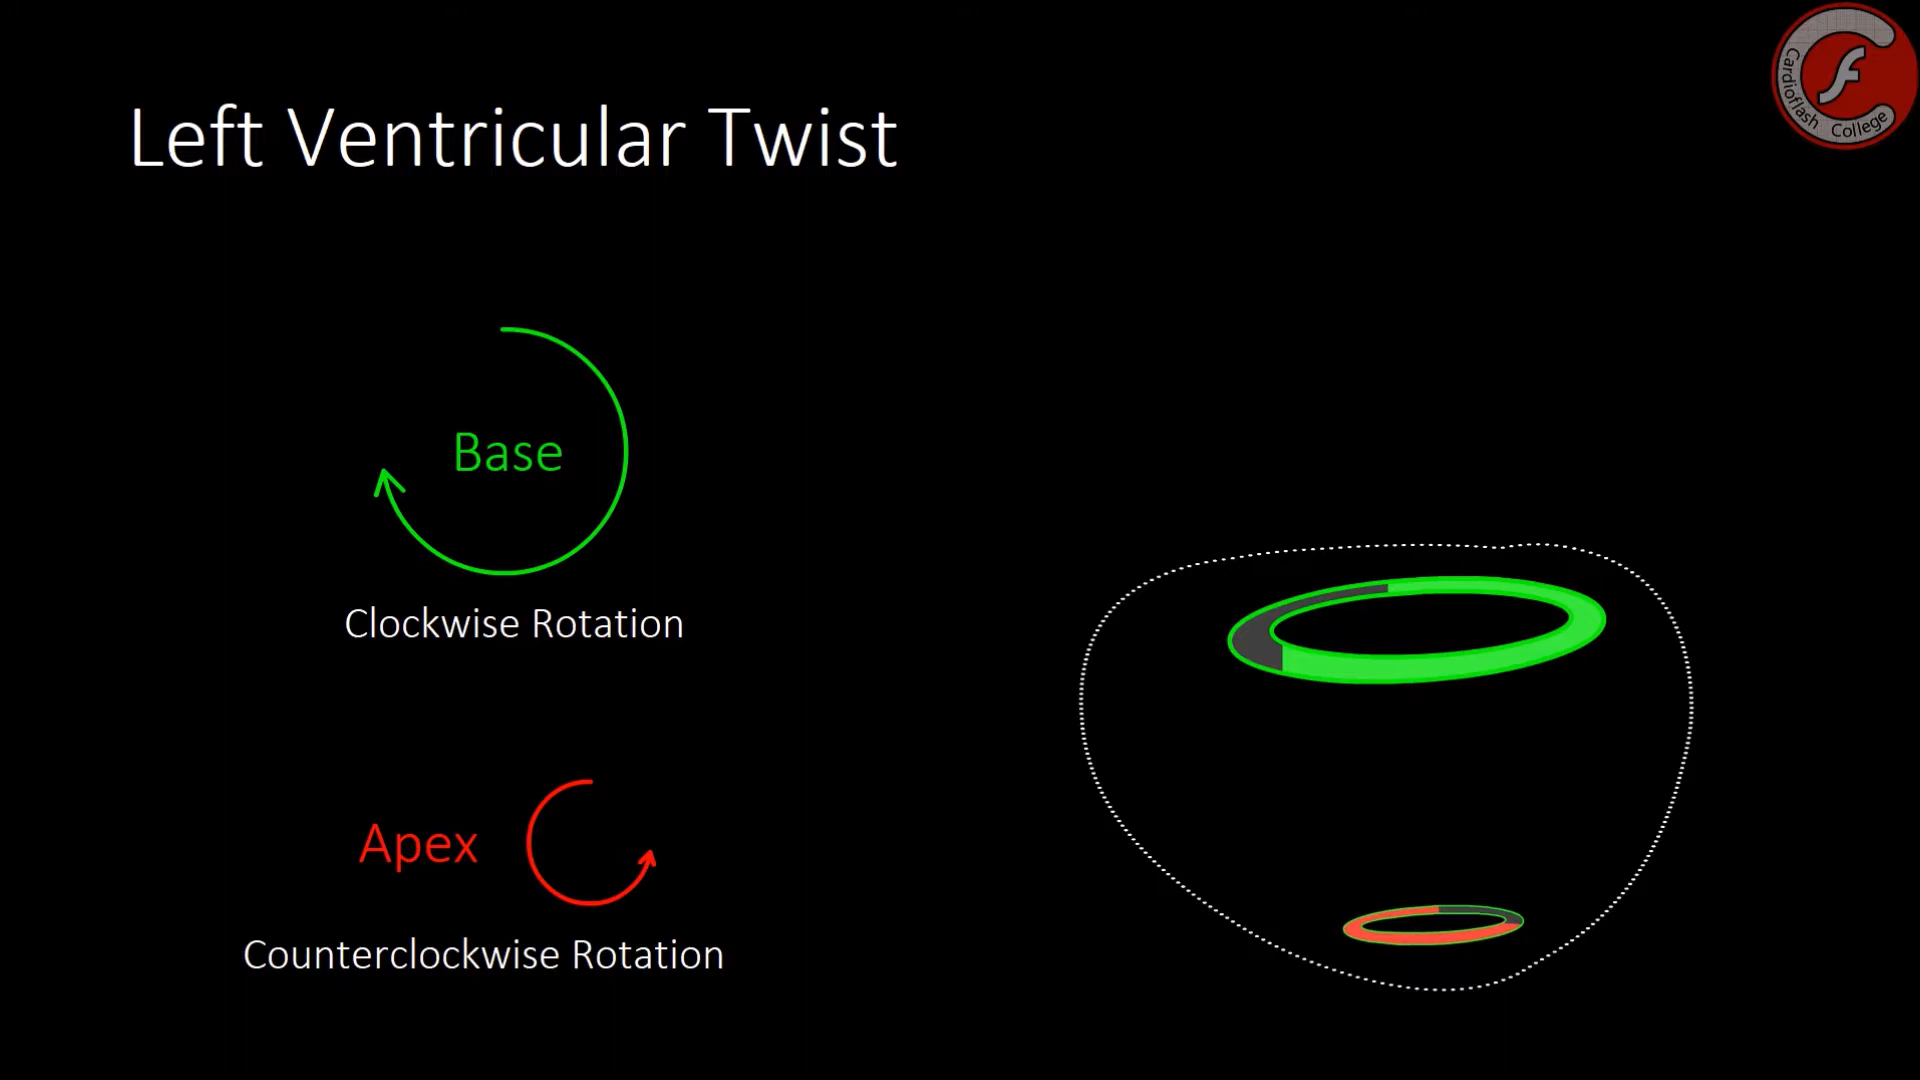 Left Ventricular Twist
Cardioflash College
Base
Clockwise Rotation
Apex
Counterclockwise Rotation